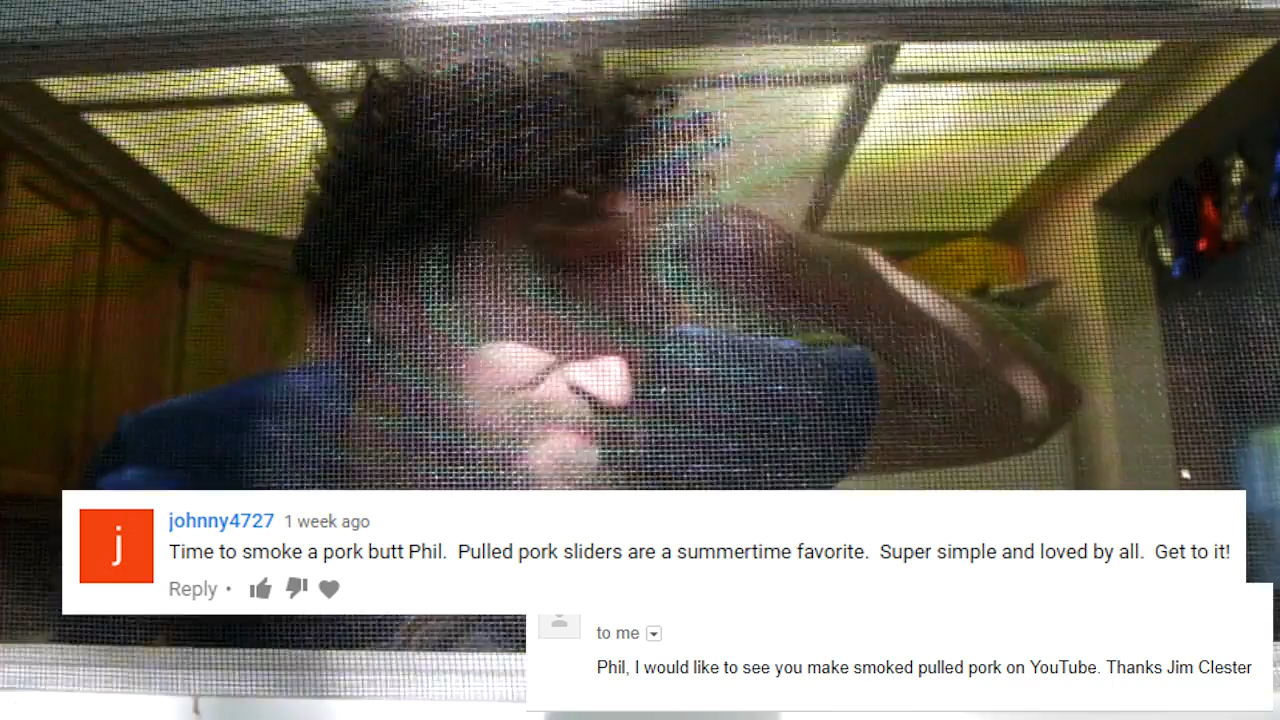 j
johnny4727 1 week ago
Time to smoke a pork butt Phil. Pulled pork sliders are a summertime favorite. Super simple and loved by all. Get to it!
Reply •
to me
Phil, I would like to see you make smoked pulled pork on YouTube. Thanks Jim Clester